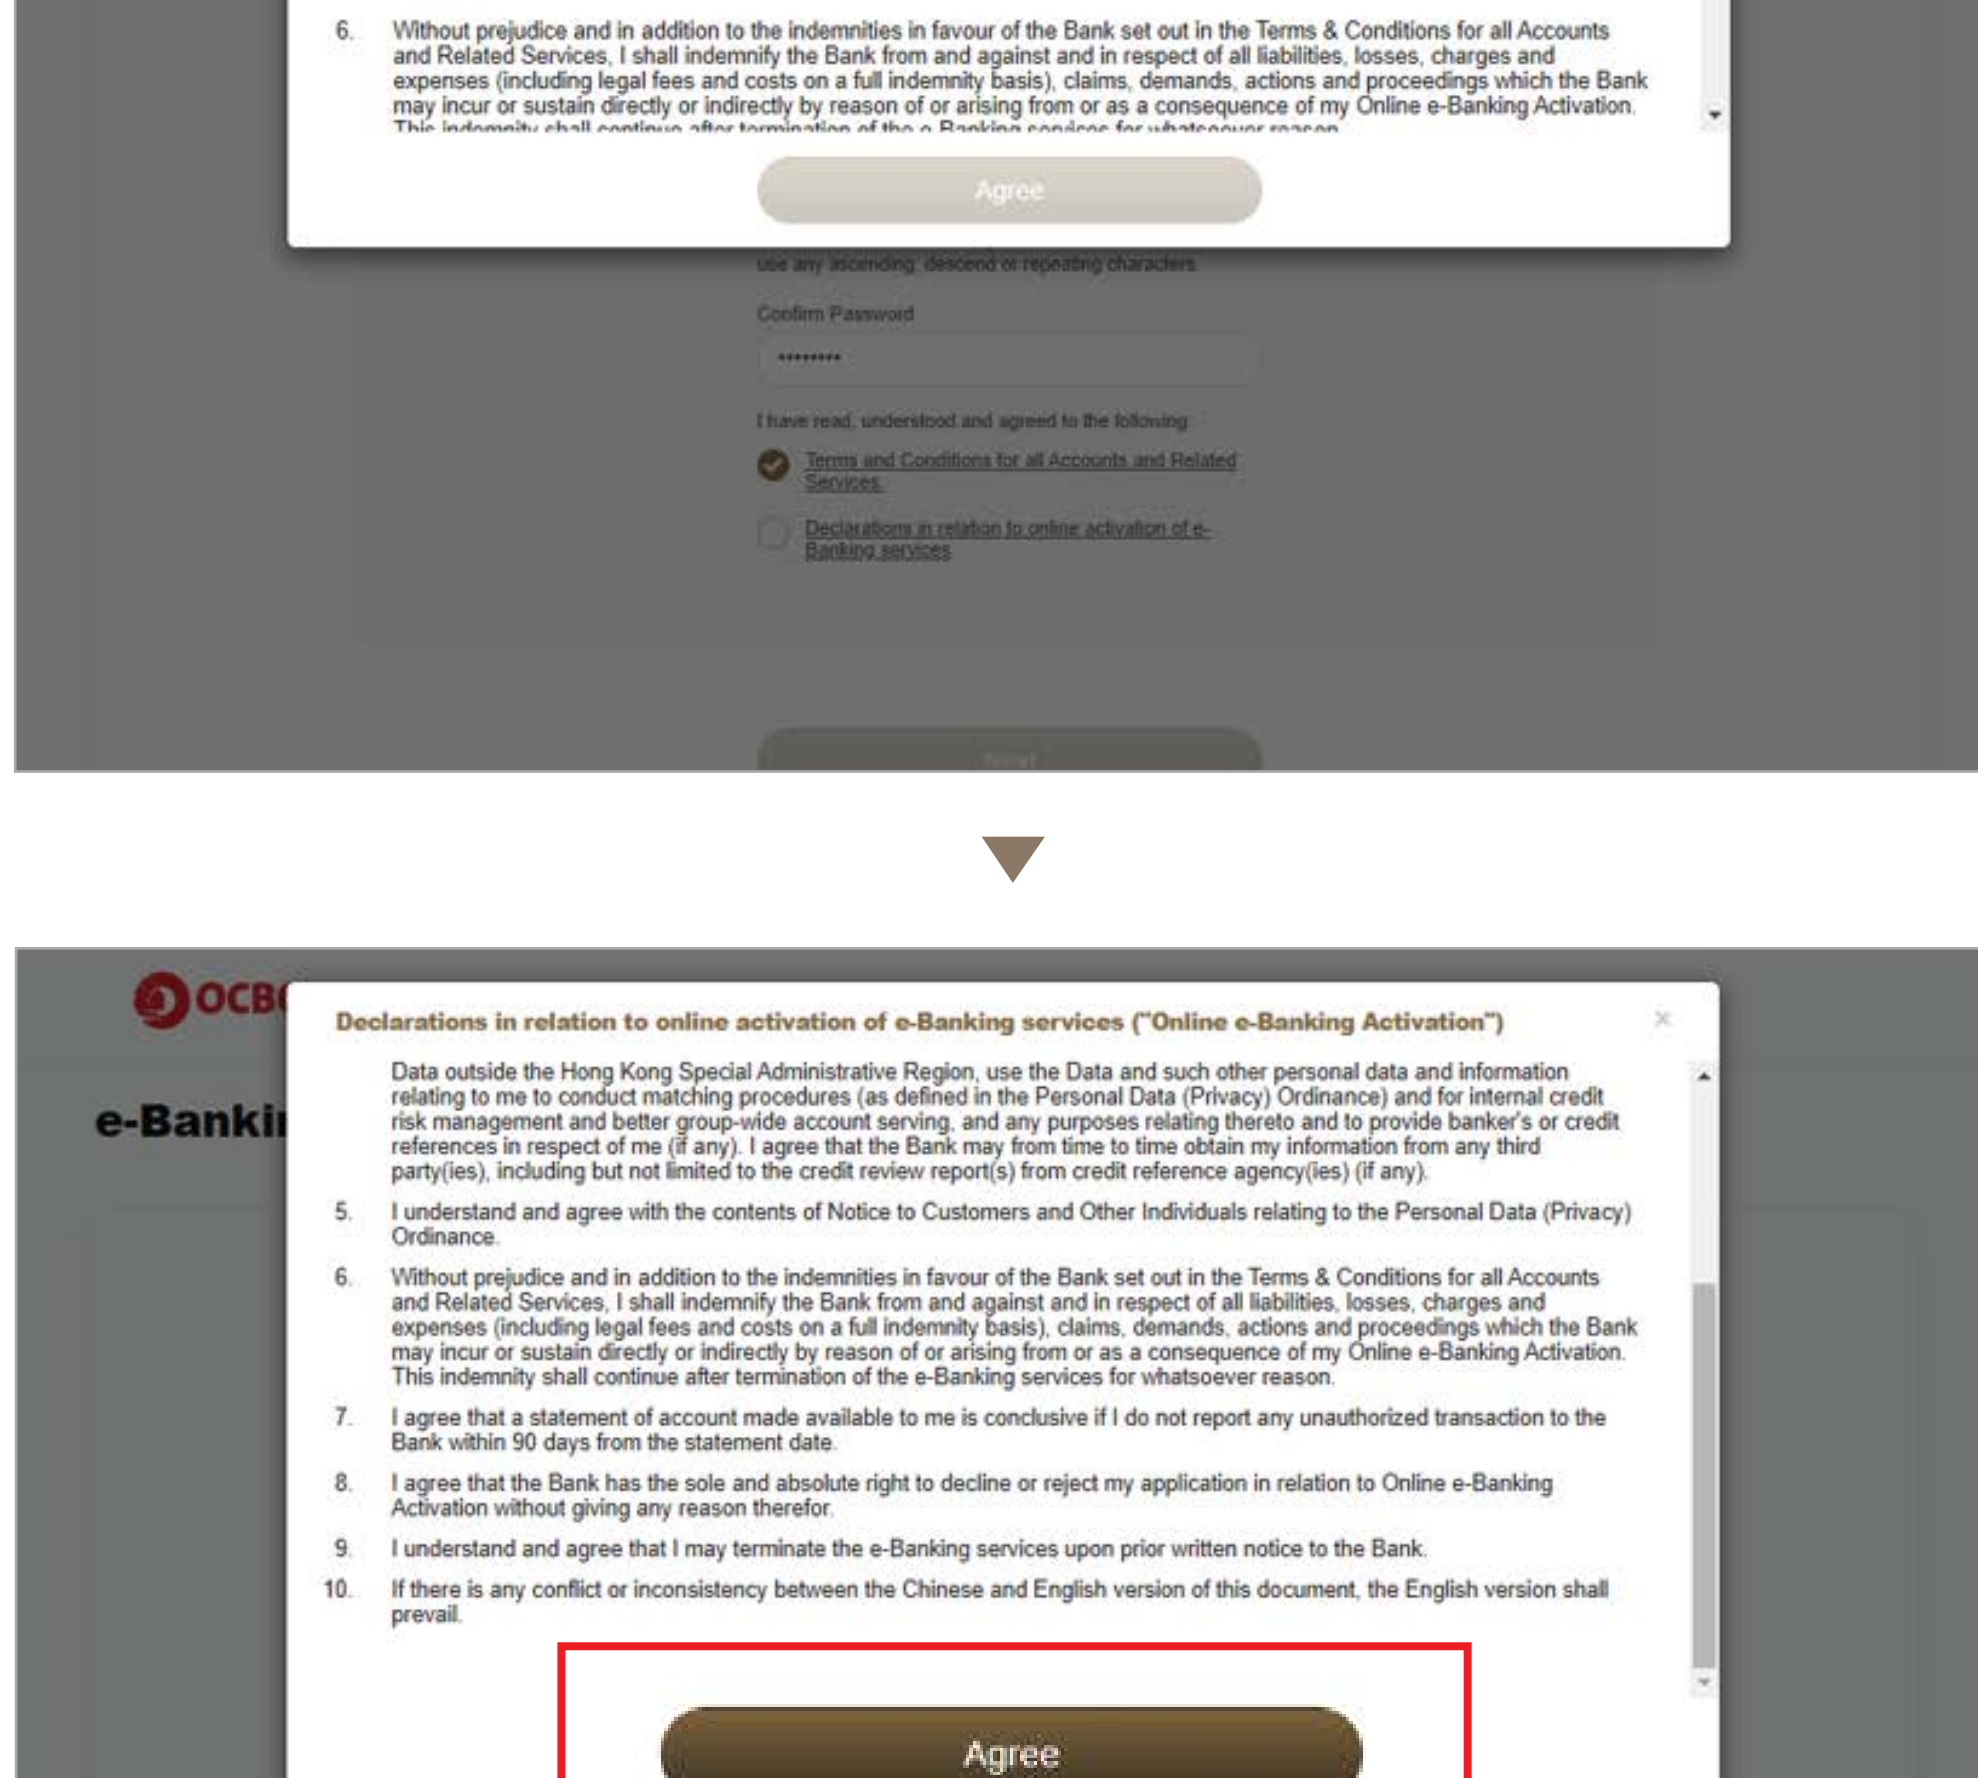 6. Without prejudice and in addition to the indemnities in favour of the Bank set out in the Terms & Conditions for all Accounts
and Related Services, I shall indemnify the Bank from and against and in respect of all liabilities, losses, charges and
expenses (including legal fees and costs on a full indemnity basis), claims, demands, actions and proceedings which the Bank
may incur or sustain directly or indirectly by reason of or arising from or as a consequence of my Online e-Banking Activation.
This indemnity shall continue after termination of the e-Banking services for whatsoever reason.
Agree
use any ascending, descend or repeating characters.
Confirm Password
••••••••
I have read, understood and agreed to the following:
Terms and Conditions for all Accounts and Related
Services.
Declarations in relation to online activation of e-
Banking services
Next
OCB
Declarations in relation to online activation of e-Banking services ("Online e-Banking Activation")
×
Data outside the Hong Kong Special Administrative Region, use the Data and such other personal data and information
e-Banki
relating to me to conduct matching procedures (as defined in the Personal Data (Privacy) Ordinance) and for internal credit
risk management and better group-wide account serving, and any purposes relating thereto and to provide banker's or credit
references in respect of me (if any). I agree that the Bank may from time to time obtain my information from any third
party(ies), including but not limited to the credit review report(s) from credit reference agency(ies) (if any).
5. I understand and agree with the contents of Notice to Customers and Other Individuals relating to the Personal Data (Privacy)
Ordinance.
6. Without prejudice and in addition to the indemnities in favour of the Bank set out in the Terms & Conditions for all Accounts
and Related Services, I shall indemnify the Bank from and against and in respect of all liabilities, losses, charges and
expenses (including legal fees and costs on a full indemnity basis), claims, demands, actions and proceedings which the Bank
may incur or sustain directly or indirectly by reason of or arising from or as a consequence of my Online e-Banking Activation.
This indemnity shall continue after termination of the e-Banking services for whatsoever reason.
7. I agree that a statement of account made available to me is conclusive if I do not report any unauthorized transaction to the
Bank within 90 days from the statement date.
8. I agree that the Bank has the sole and absolute right to decline or reject my application in relation to Online e-Banking
Activation without giving any reason therefor.
9. I understand and agree that I may terminate the e-Banking services upon prior written notice to the Bank.
10. If there is any conflict or inconsistency between the Chinese and English version of this document, the English version shall
prevail.
Agree